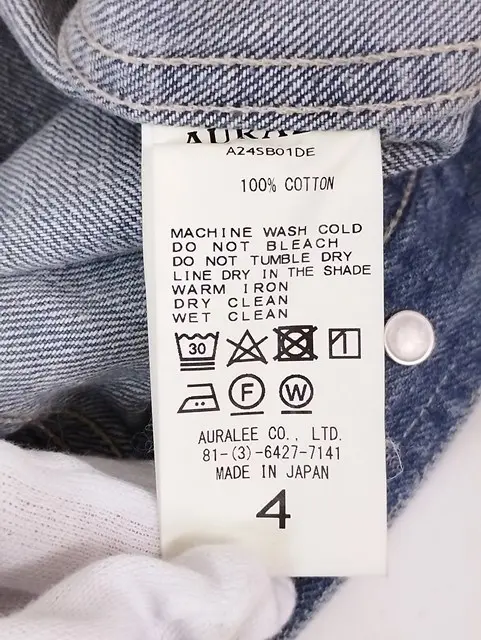 A24SB01DE
100% COTTON
MACHINE WASH COLD
DO NOT BLEACH
DO NOT TUMBLE DRY
LINE DRY IN THE SHADE
WARM IRON
DRY CLEAN
WET CLEAN
30
F W
AURALEE CO., LTD.
81-(3)-6427-7141
MADE IN JAPAN
4